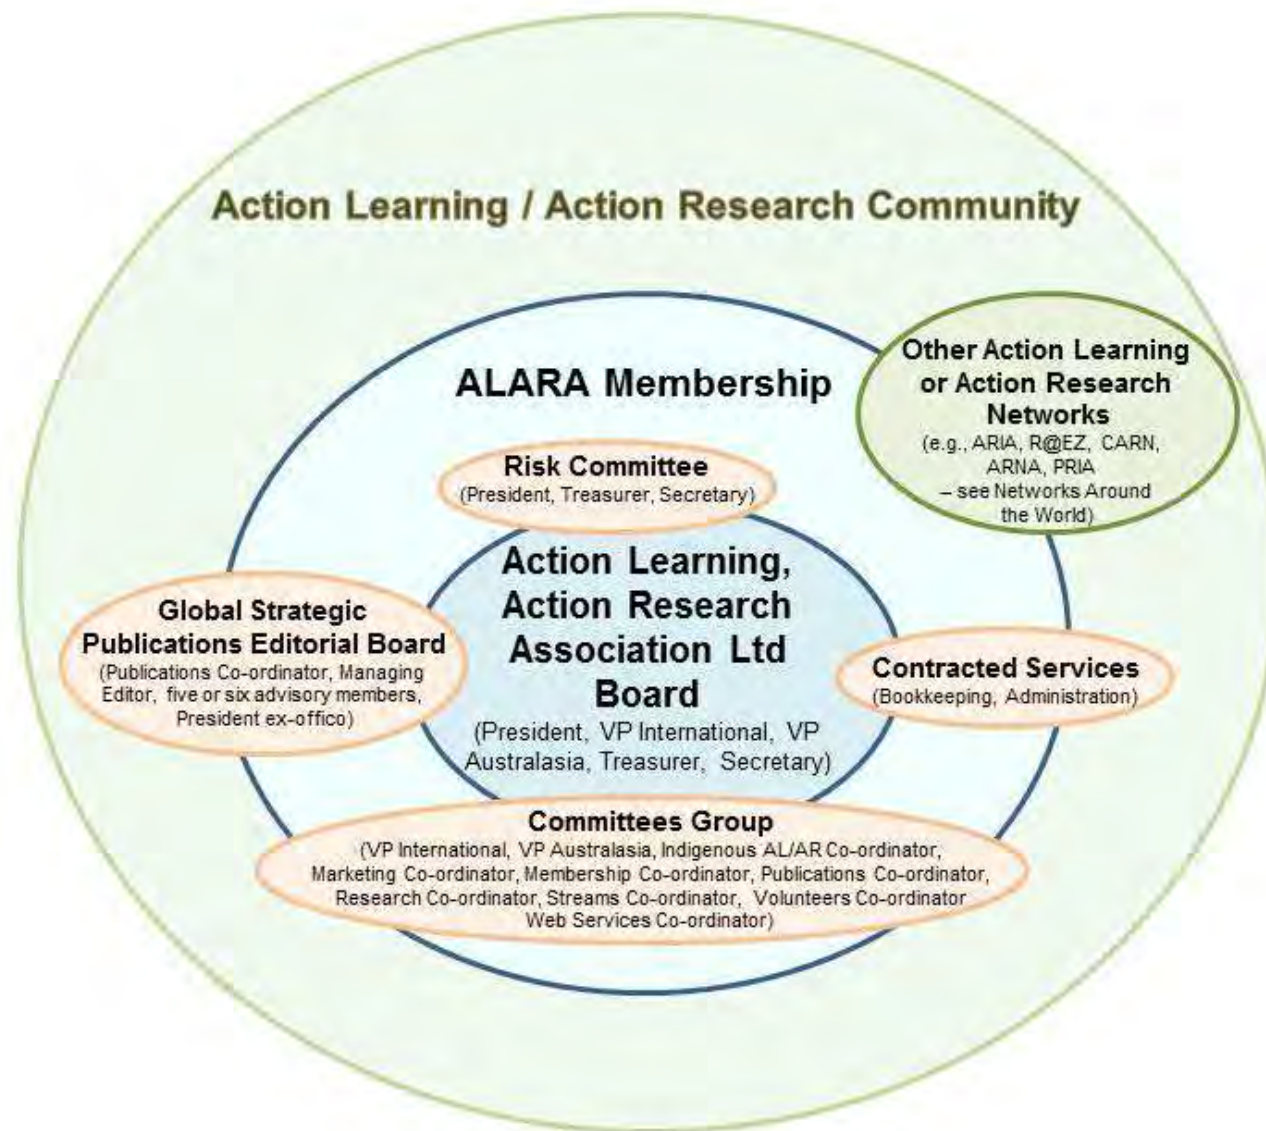 Action Learning / Action Research Community
Other Action Learning
or Action Research
Networks
(e.g., ARIA, R@EZ, CARN,
ARNA, PRIA
– see Networks Around
the World)
ALARA Membership
Risk Committee
(President, Treasurer, Secretary)
Action Learning,
Action Research
Association Ltd
Board
(President, VP International, VP
Australasia, Treasurer, Secretary)
Global Strategic
Publications Editorial Board
(Publications Co-ordinator, Managing
Editor, five or six advisory members,
President ex-offico)
Contracted Services
(Bookkeeping, Administration)
Committees Group
(VP International, VP Australasia, Indigenous AL/AR Co-ordinator,
Marketing Co-ordinator, Membership Co-ordinator, Publications Co-ordinator,
Research Co-ordinator, Streams Co-ordinator, Volunteers Co-ordinator
Web Services Co-ordinator)